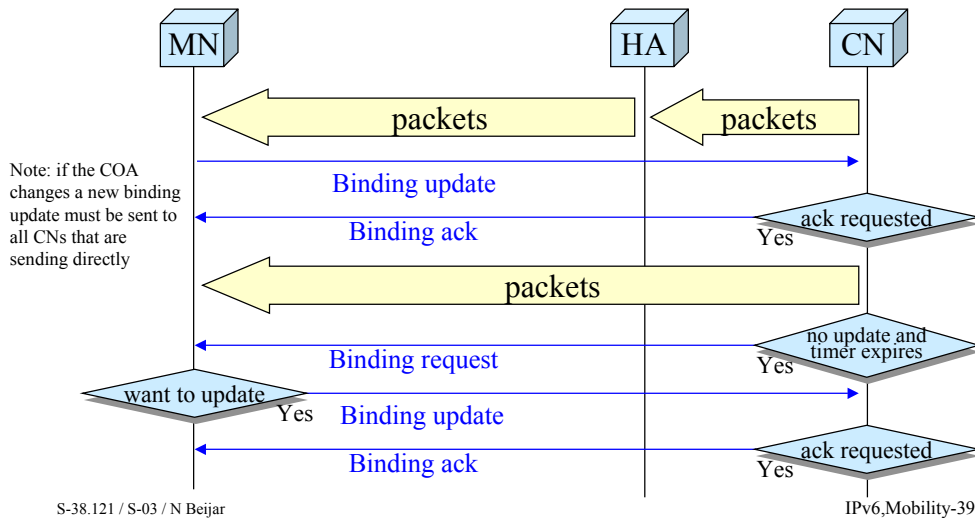 MN
HA
CN
packets
packets
Note: if the COA
changes a new binding
update must be sent to
all CNs that are
sending directly
Binding update
ack requested
Yes
Binding ack
packets
no update and
timer expires
Yes
Binding request
want to update
Yes
Binding update
ack requested
Yes
Binding ack
S-38.121 / S-03 / N Beijar
IPv6,Mobility-39